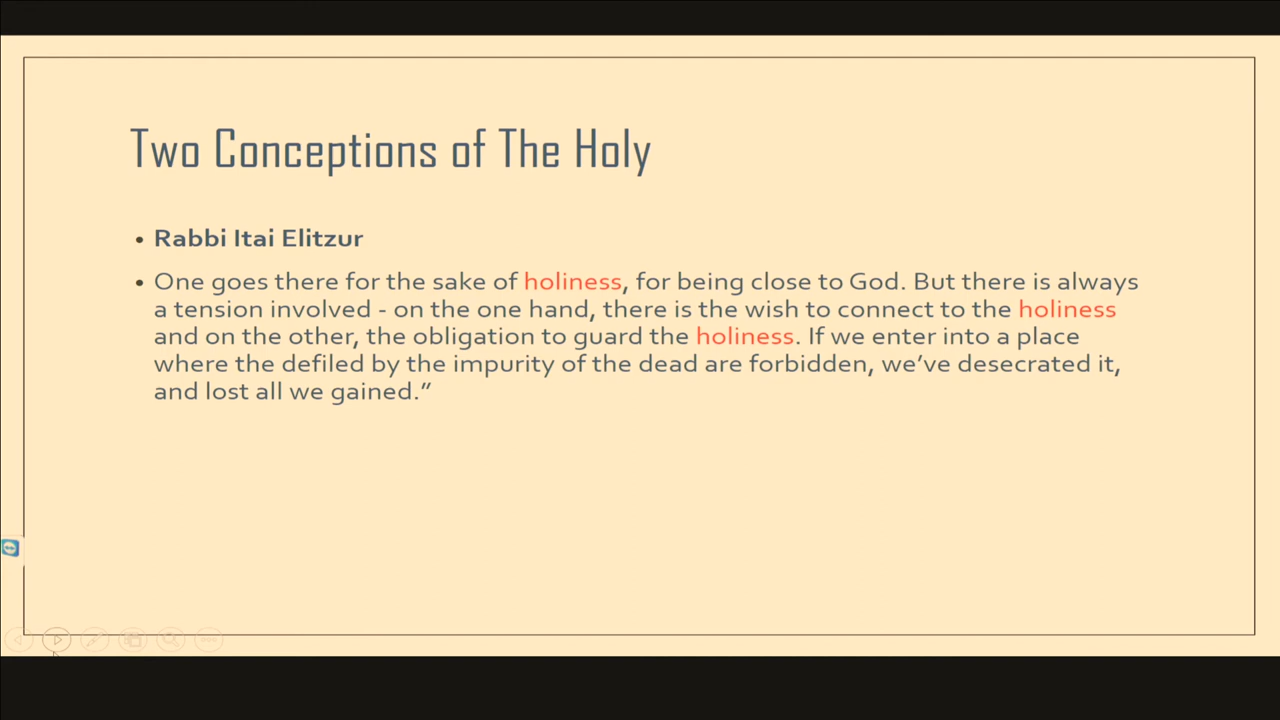 Two Conceptions of The Holy
• Rabbi Itai Elitzur
• One goes there for the sake of holiness, for being close to God. But there is always
a tension involved - on the one hand, there is the wish to connect to the holiness
and on the other, the obligation to guard the holiness. If we enter into a place
where the defiled by the impurity of the dead are forbidden, we’ve desecrated it,
and lost all we gained.”